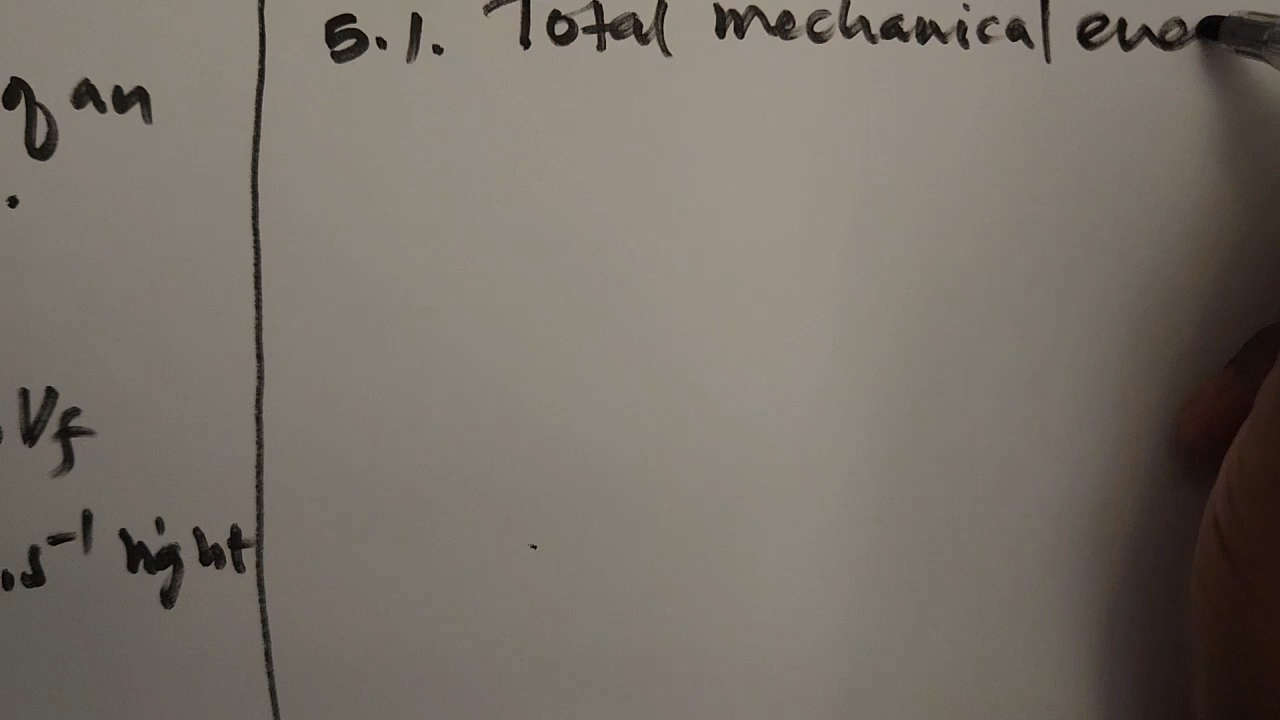 5.1. Total mechanical ene
q an
.
. Vf
.s⁻¹ right